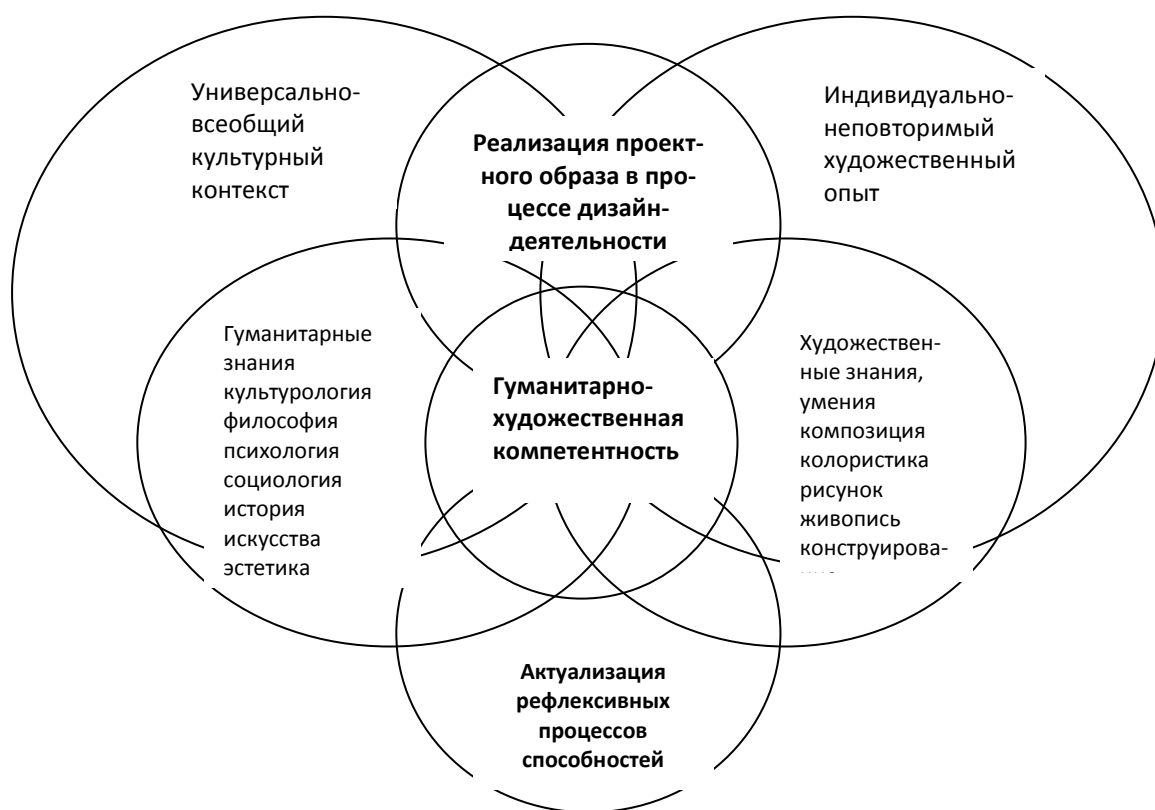 Универсально-
всеобщий
культурный
контекст
Реализация проект-
ного образа в про-
цессе дизайн-
деятельности
Индивидуально-
неповторимый
художественный
опыт
Гуманитарные
знания
культурология
философия
психология
социология
история
искусства
эстетика
Гуманитарно-
художественная
компетентность
Художествен-
ные знания,
умения
композиция
колористика
рисунок
живопись
конструирова-
Актуализация
рефлексивных
процессов
способностей